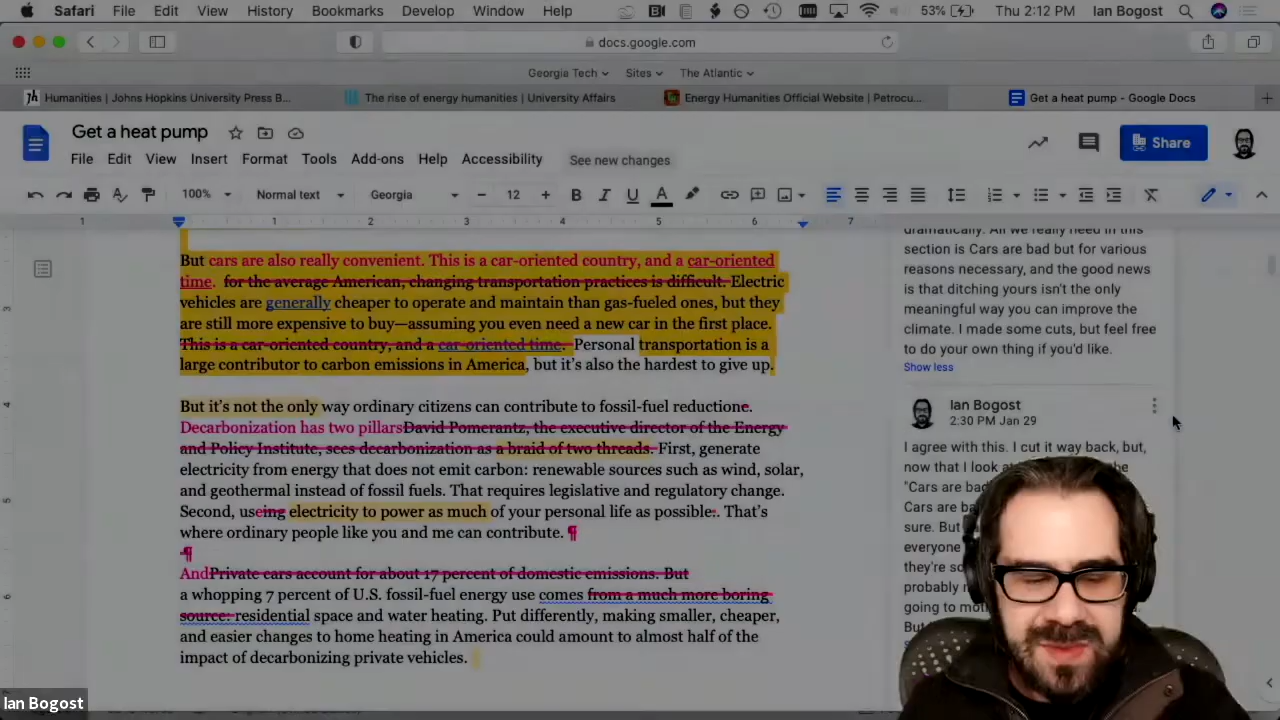 Safari File Edit View History Bookmarks Develop Window Help 53% Thu 2:12 PM Ian Bogost
docs.google.com
Georgia Tech Sites The Atlantic
Humanities | Johns Hopkins University Press B... The rise of energy humanities | University Affairs Energy Humanities Official Website | Petrocu... Get a heat pump - Google Docs
Get a heat pump
File Edit View Insert Format Tools Add-ons Help Accessibility See new changes
Share
100% Normal text Georgia 12
1 1 2 3 4 5 6 7
But cars are also really convenient. This is a car-oriented country, and a car-oriented
time. for the average American, changing transportation practices is difficult. Electric
vehicles are generally cheaper to operate and maintain than gas-fueled ones, but they
are still more expensive to buy—assuming you even need a new car in the first place.
This is a car-oriented country, and a car-oriented time. Personal transportation is a
large contributor to carbon emissions in America, but it's also the hardest to give up.
But it's not the only way ordinary citizens can contribute to fossil-fuel reductione.
Decarbonization has two pillarsDavid Pomerantz, the executive director of the Energy
and Policy Institute, sees decarbonization as a braid of two threads. First, generate
electricity from energy that does not emit carbon: renewable sources such as wind, solar,
and geothermal instead of fossil fuels. That requires legislative and regulatory change.
Second, useing electricity to power as much of your personal life as possible:. That's
where ordinary people like you and me can contribute. ¶
¶
AndPrivate cars account for about 17 percent of domestic emissions. But
a whopping 7 percent of U.S. fossil-fuel energy use comes from a much more boring
source: residential space and water heating. Put differently, making smaller, cheaper,
and easier changes to home heating in America could amount to almost half of the
impact of decarbonizing private vehicles.
dramatically. All we really need in this
section is Cars are bad but for various
reasons necessary, and the good news
is that ditching yours isn't the only
meaningful way you can improve the
climate. I made some cuts, but feel free
to do your own thing if you'd like.
Show less
Ian Bogost
2:30 PM Jan 29
I agree with this. I cut it way back, but,
now that I look at
"Cars are bad
Cars are ba
sure. But
everyone
they're so
probably
going to mot
But
3
4
5
6
Ian Bogost